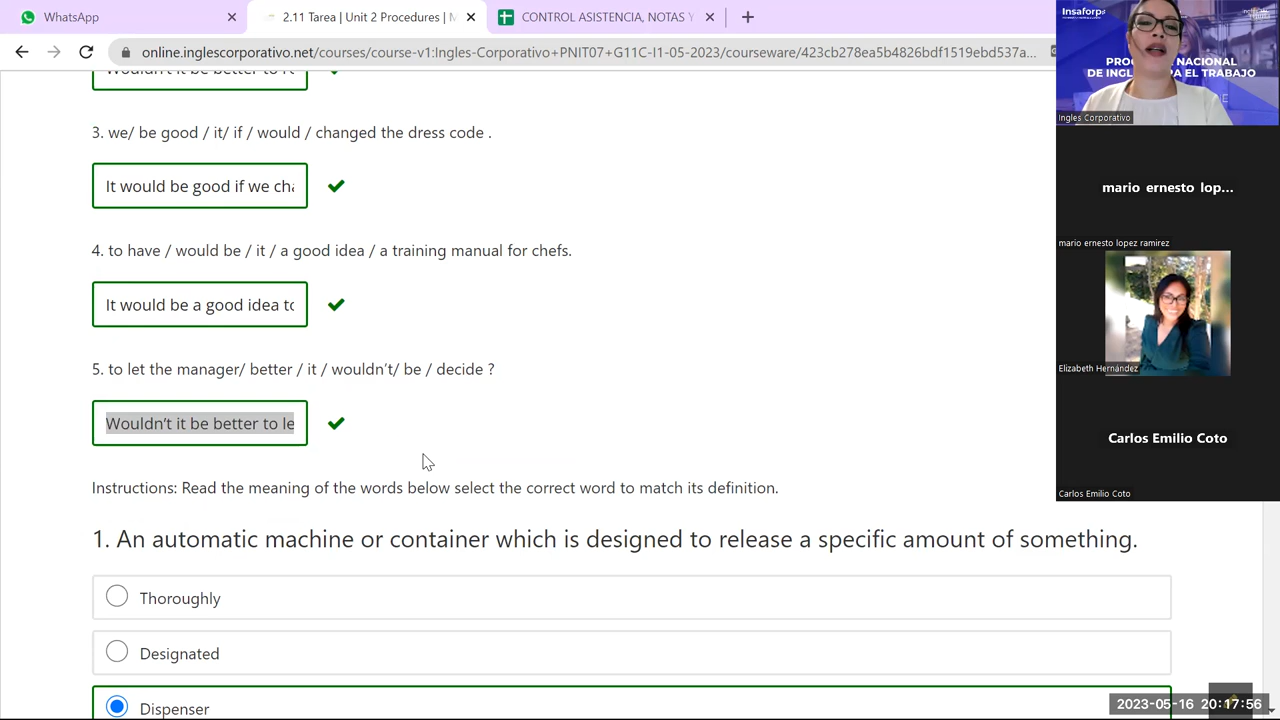 WhatsApp
2.11 Tarea | Unit 2 Procedures | M
CONTROL ASISTENCIA NOTAS Y
online.inglescorporativo.net/courses/course-v1:Ingles-Corporativo+PNIT07+G11C-I1-05-2023/courseware/423cb278ea5b4826bdf1519ebd537a...
3. we/ be good / it/ if / would / changed the dress code .
It would be good if we cha
4. to have / would be / it / a good idea / a training manual for chefs.
It would be a good idea to
5. to let the manager/ better / it / wouldn't/ be / decide ?
Wouldn't it be better to le
Instructions: Read the meaning of the words below select the correct word to match its definition.
1. An automatic machine or container which is designed to release a specific amount of something.
Thoroughly
Designated
Dispenser
Insaforp
NACIONAL
DE INGL
PA EL TRABAJO
Ingles Corporativo
mario ernesto lop...
mario ernesto lopez ramirez
Elizabeth Hernández
Carlos Emilio Coto
Carlos Emilio Coto
2023-05-16 20:17:56